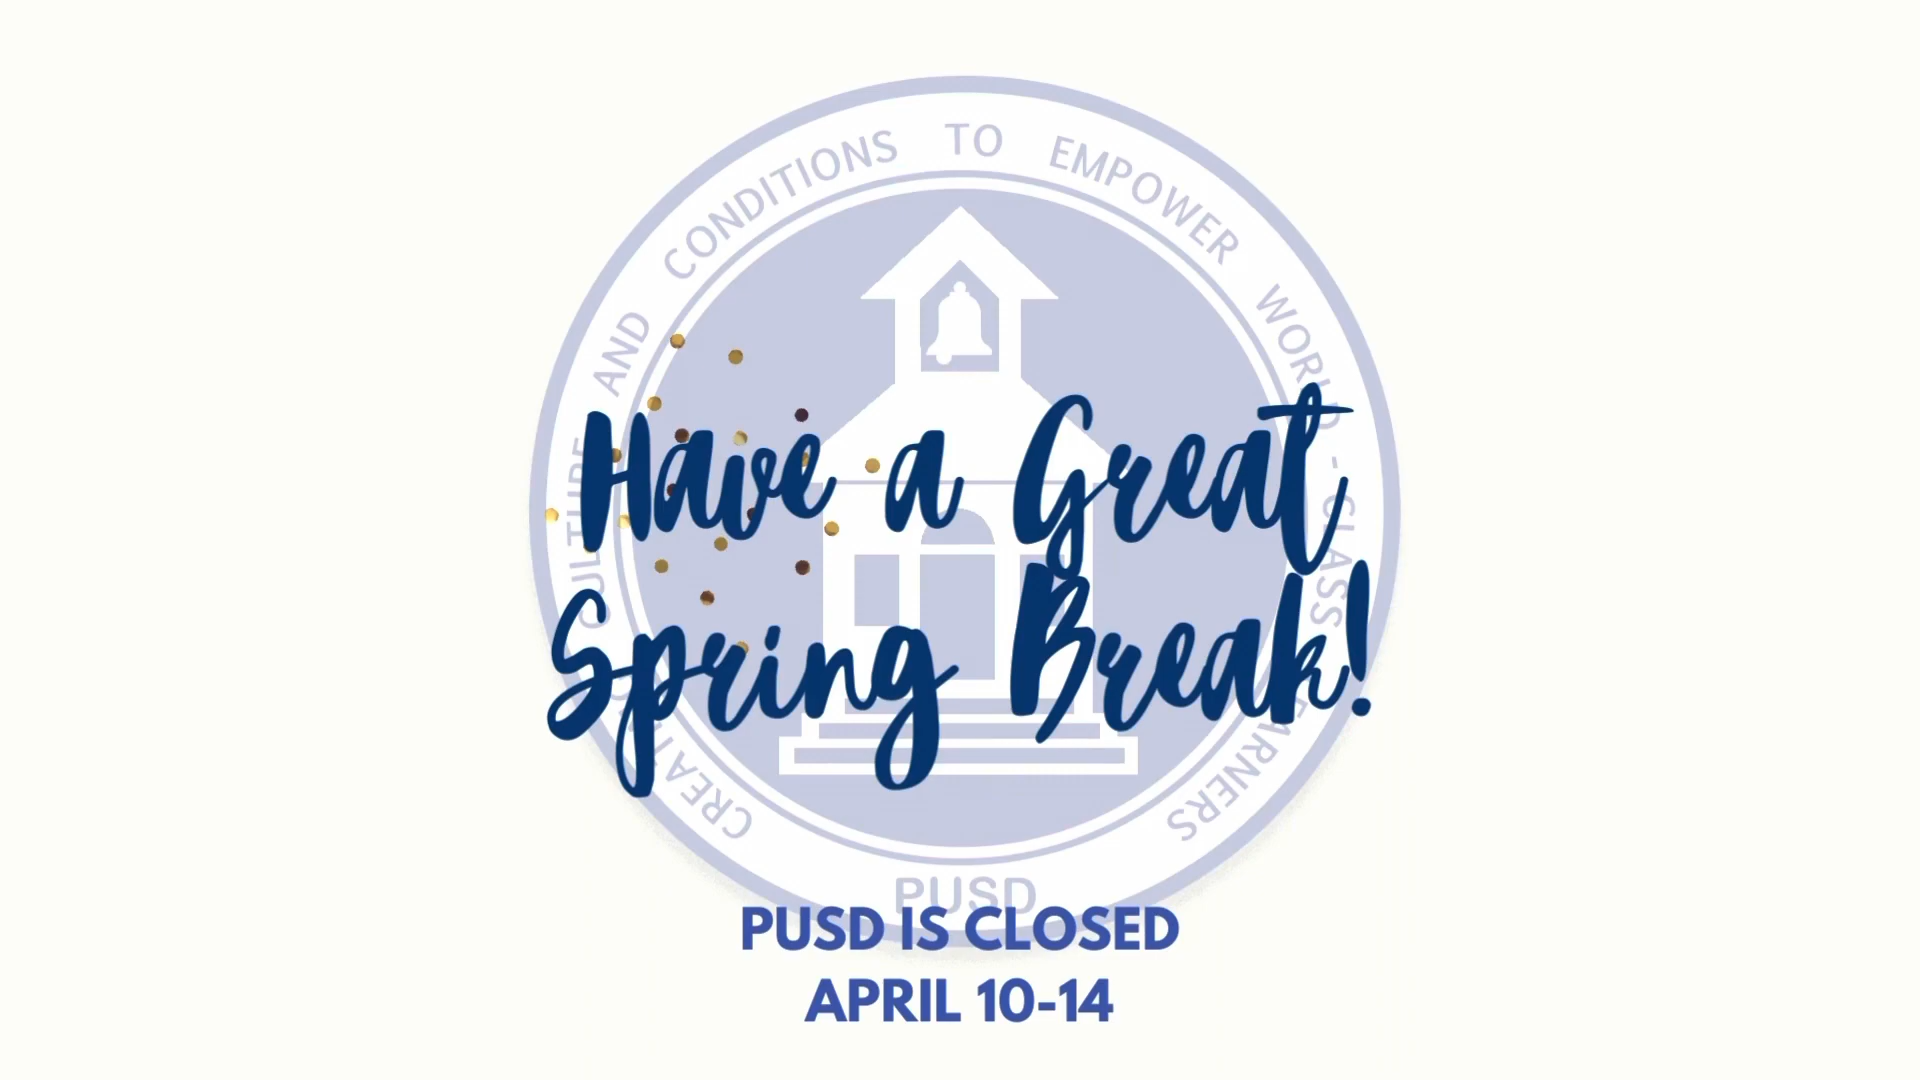 CREATING CULTURE AND CONDITIONS TO EMPOWER WORLD-CLASS LEARNERS
Have a Great
Spring Break!
PUSD
PUSD IS CLOSED
APRIL 10-14